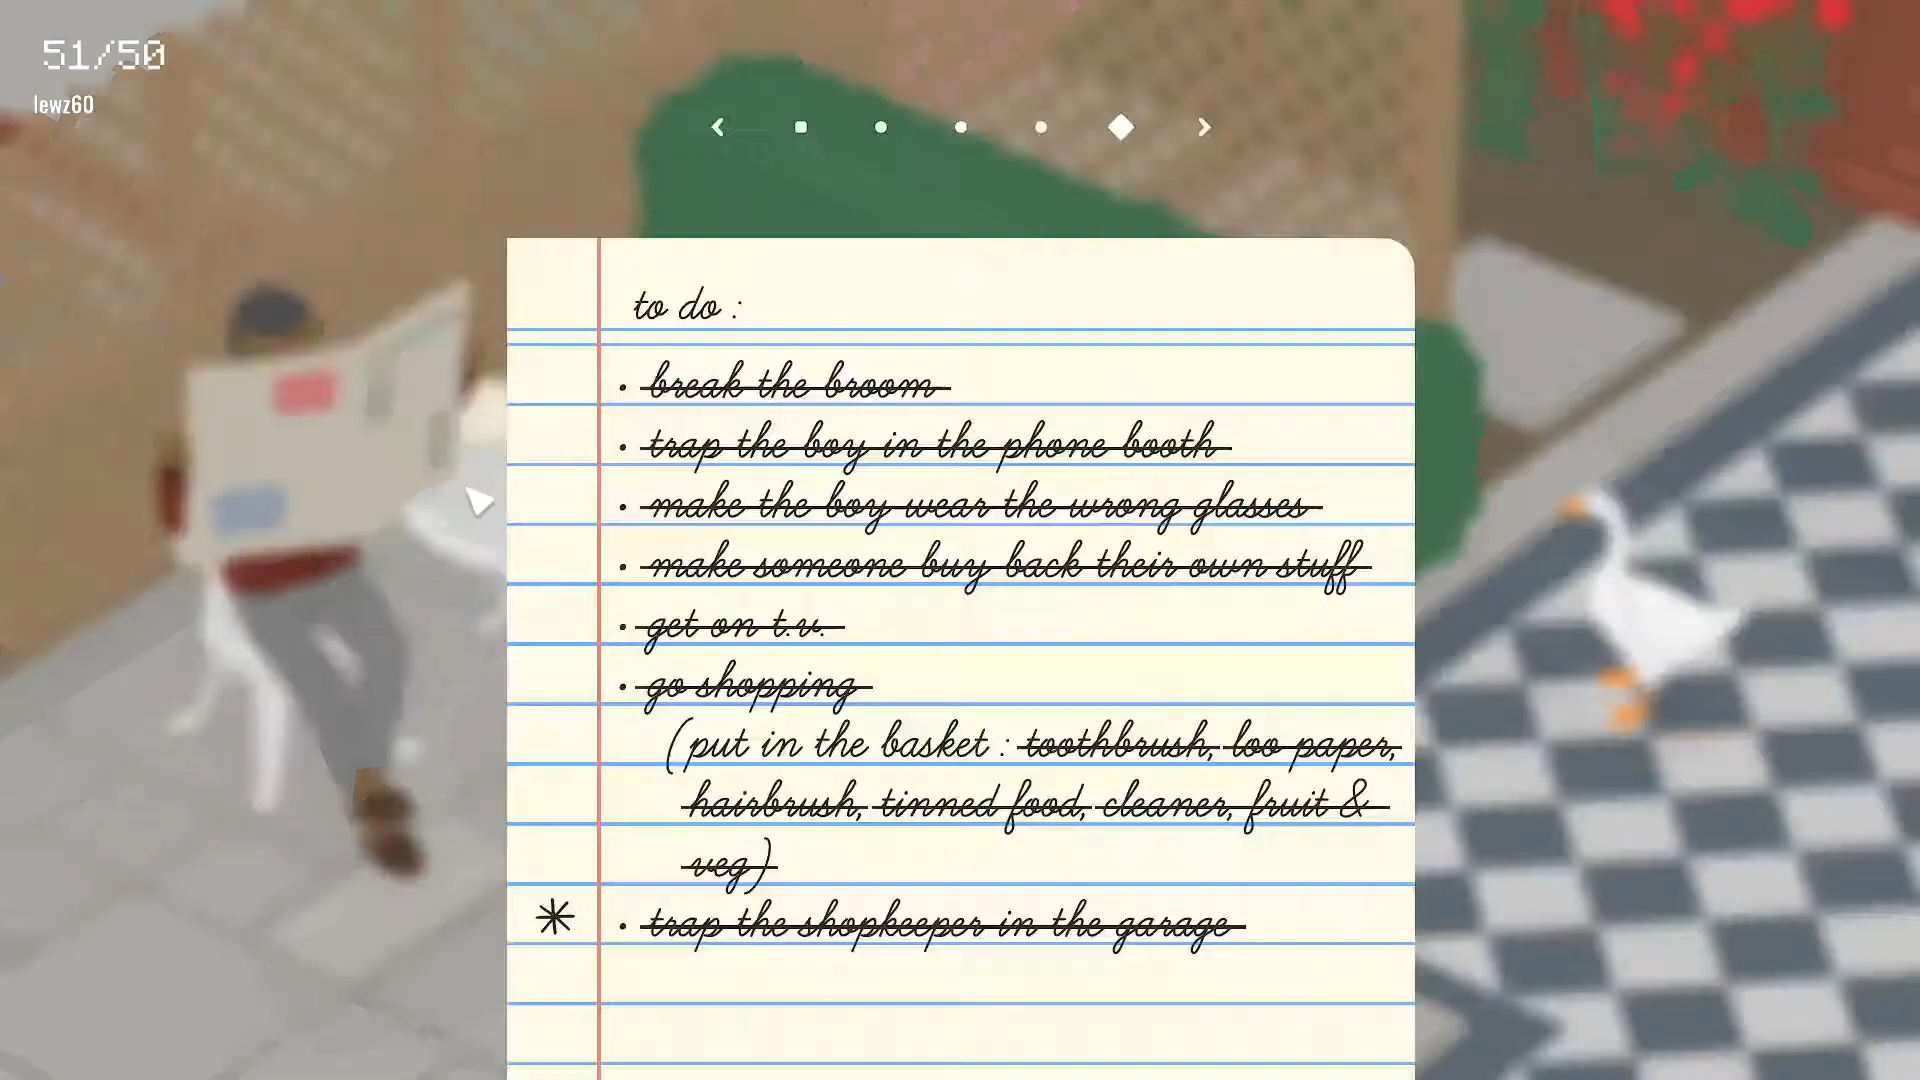 51/50
lewz60
to do :
• break the broom
• trap the boy in the phone booth
• make the boy wear the wrong glasses
• make someone buy back their own stuff
• get on t.v.
• go shopping
(put in the basket : toothbrush, loo paper,
hairbrush, tinned food, cleaner, fruit &
veg)
• trap the shopkeeper in the garage